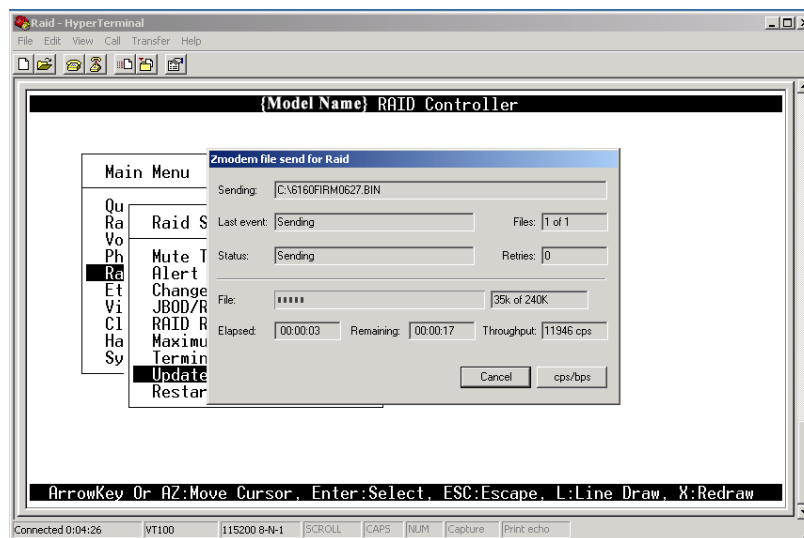 Raid - HyperTerminal
File Edit View Call Transfer Help
{Model Name} RAID Controller
Main Menu
Qu
Ra
Vo
Ph
Ra
Et
Vi
Cl
Ha
Sy
Raid S
Mute T
Alert
Change
JBOD/R
RAID R
Maximu
Termin
Update
Restar
Zmodem file send for Raid
Sending: C:\6160FIRM0627.BIN
Last event: Sending Files: 1 of 1
Status: Sending Retries: 0
File: 35k of 240K
Elapsed: 00:00:03 Remaining: 00:00:17 Throughput: 11946 cps
Cancel cps/bps
ArrowKey Or AZ:Move Cursor, Enter:Select, ESC:Escape, L:Line Draw, X:Redraw
Connected 0:04:26 VT100 115200 8-N-1 SCROLL CAPS NUM Capture Print echo